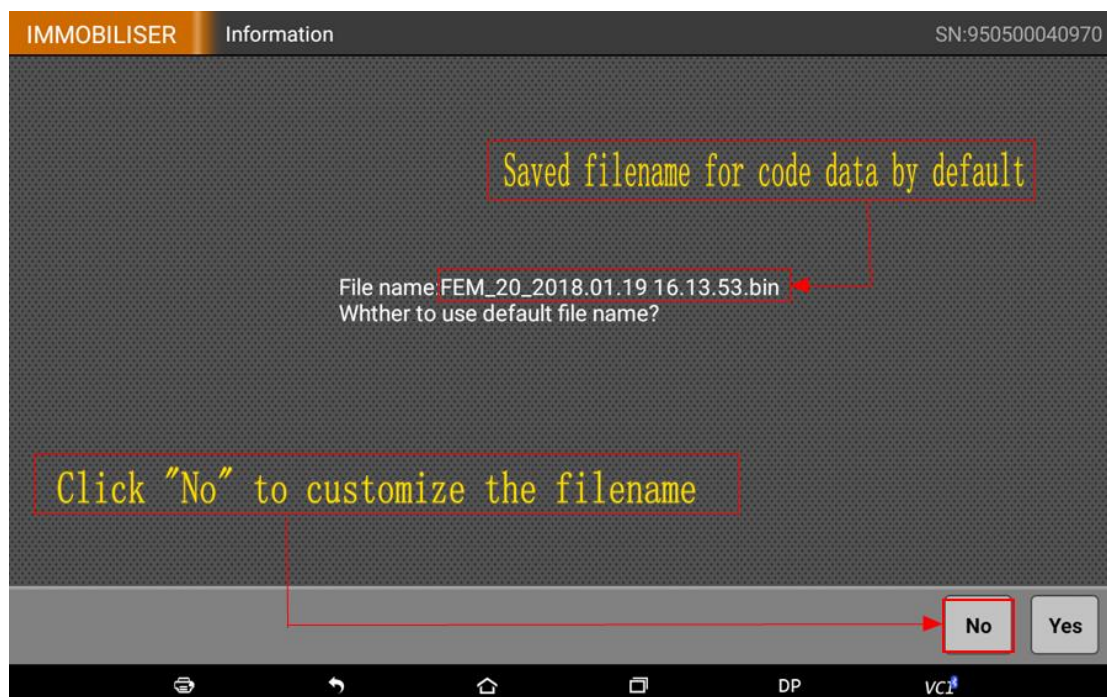 IMMOBILISER Information SN:950500040970
Saved filename for code data by default
File name:FEM_20_2018.01.19 16.13.53.bin
Whther to use default file name?
Click "No" to customize the filename
No Yes
DP VCI